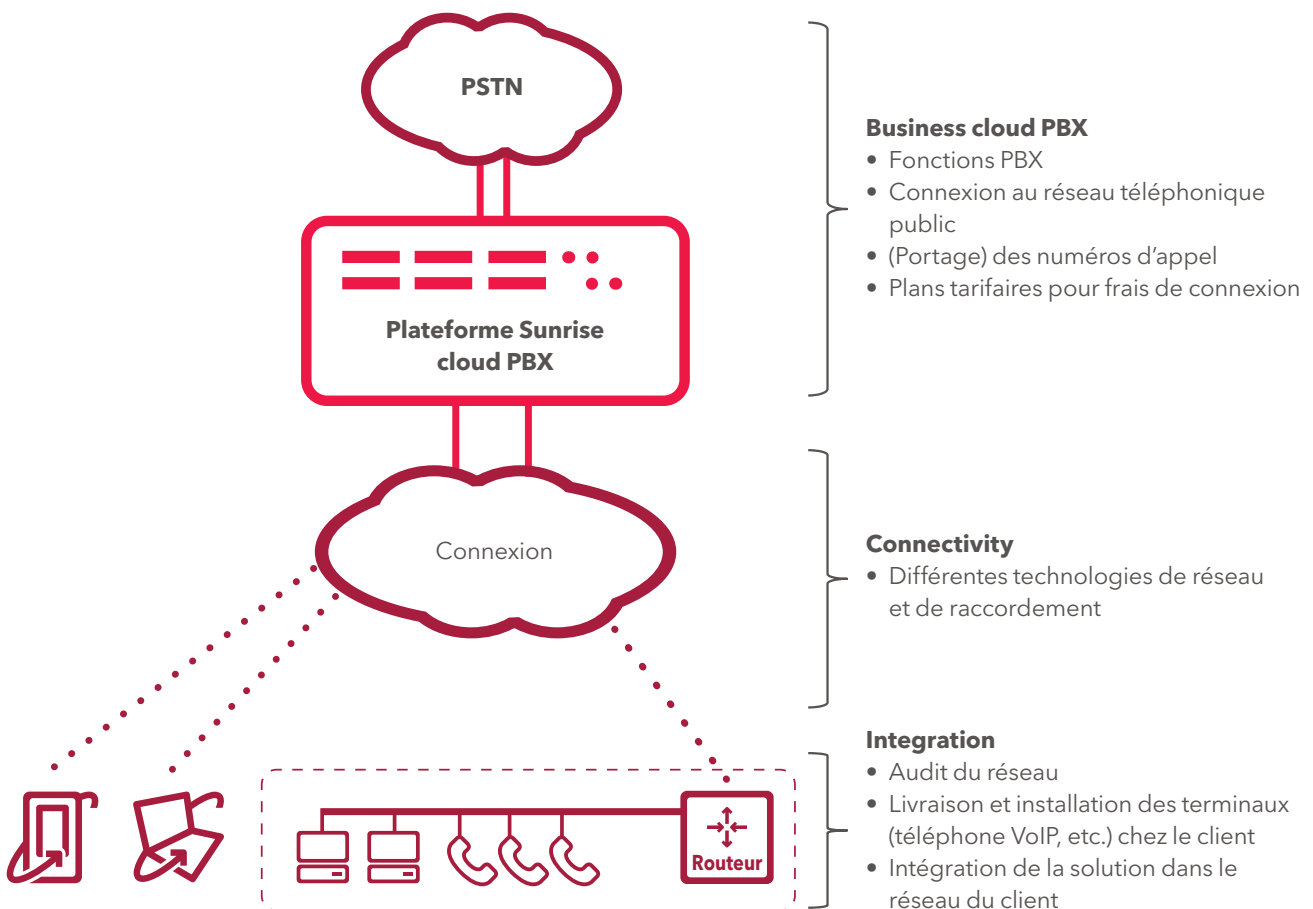 PSTN
Plateforme Sunrise
cloud PBX
Connexion
Routeur
Business cloud PBX
• Fonctions PBX
• Connexion au réseau téléphonique
public
• (Portage) des numéros d’appel
• Plans tarifaires pour frais de connexion
Connectivity
• Différentes technologies de réseau
et de raccordement
Integration
• Audit du réseau
• Livraison et installation des terminaux
(téléphone VoIP, etc.) chez le client
• Intégration de la solution dans le
réseau du client